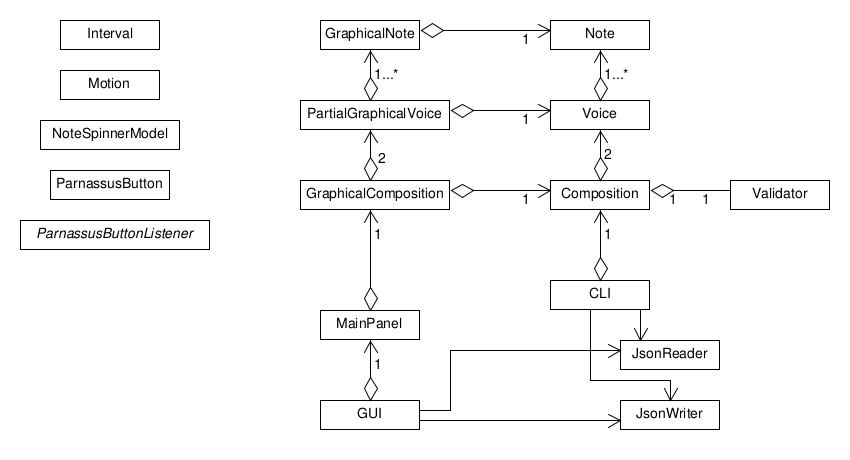 Interval
GraphicalNote
1
Note
Motion
1...*
1...*
PartialGraphicalVoice
1
Voice
NoteSpinnerModel
2
2
ParnassusButton
GraphicalComposition
1
Composition
1
1
Validator
ParnassusButtonListener
1
1
CLI
MainPanel
JsonReader
1
GUI
JsonWriter